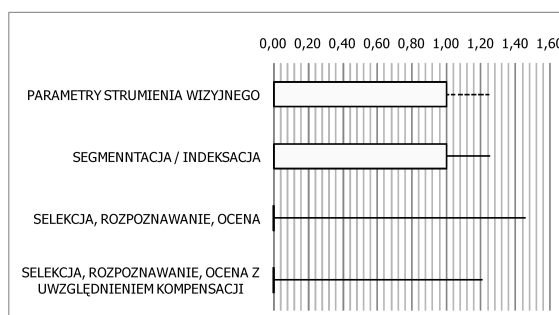 0,00 0,20 0,40 0,60 0,80 1,00 1,20 1,40 1,60
PARAMETRY STRUMIENIA WIZYJNEGO
SEGMENNTACJA / INDEKSACJA
SELEKCJA, ROZPOZNAWANIE, OCENA
SELEKCJA, ROZPOZNAWANIE, OCENA Z
UWZGLĘDNIENIEM KOMPENSACJI